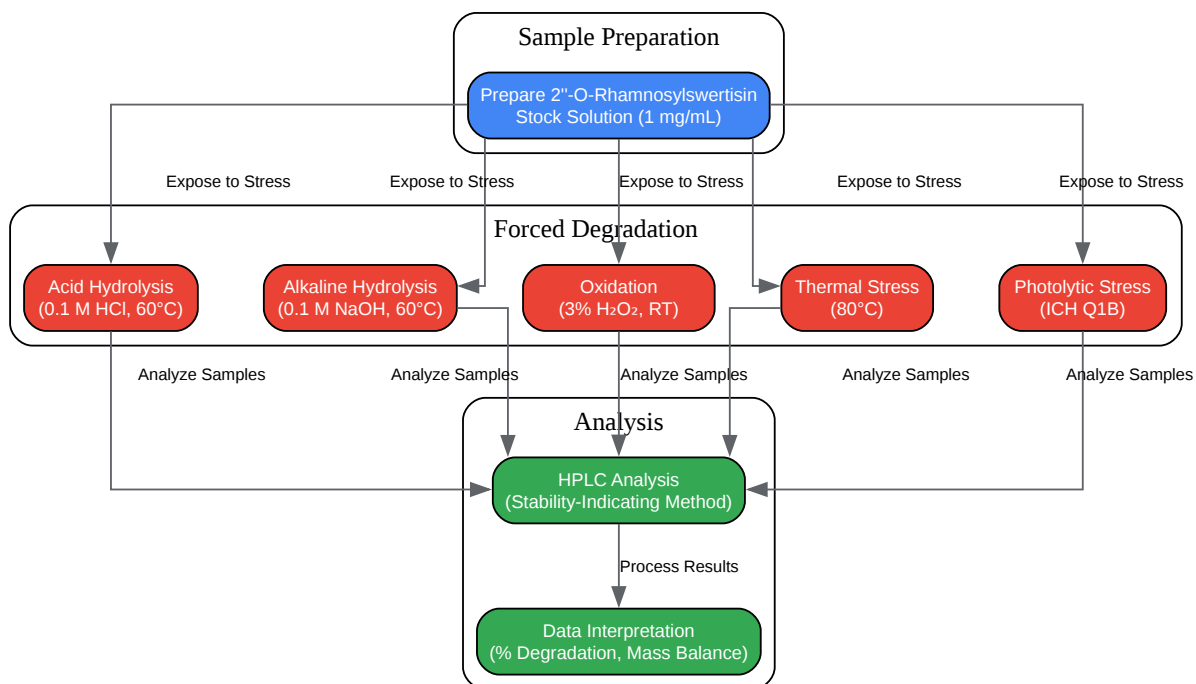 Sample Preparation
Prepare 2''-O-Rhamnosylswertisin
Stock Solution (1 mg/mL)
Expose to Stress
Expose to Stress
Expose to Stress
Expose to Stress
Expose to Stress
Forced Degradation
Acid Hydrolysis
(0.1 M HCl, 60°C)
Alkaline Hydrolysis
(0.1 M NaOH, 60°C)
Oxidation
(3% H₂O₂, RT)
Thermal Stress
(80°C)
Photolytic Stress
(ICH Q1B)
Analyze Samples
Analyze Samples
Analyze Samples
Analyze Samples
Analyze Samples
Analysis
HPLC Analysis
(Stability-Indicating Method)
Process Results
Data Interpretation
(% Degradation, Mass Balance)